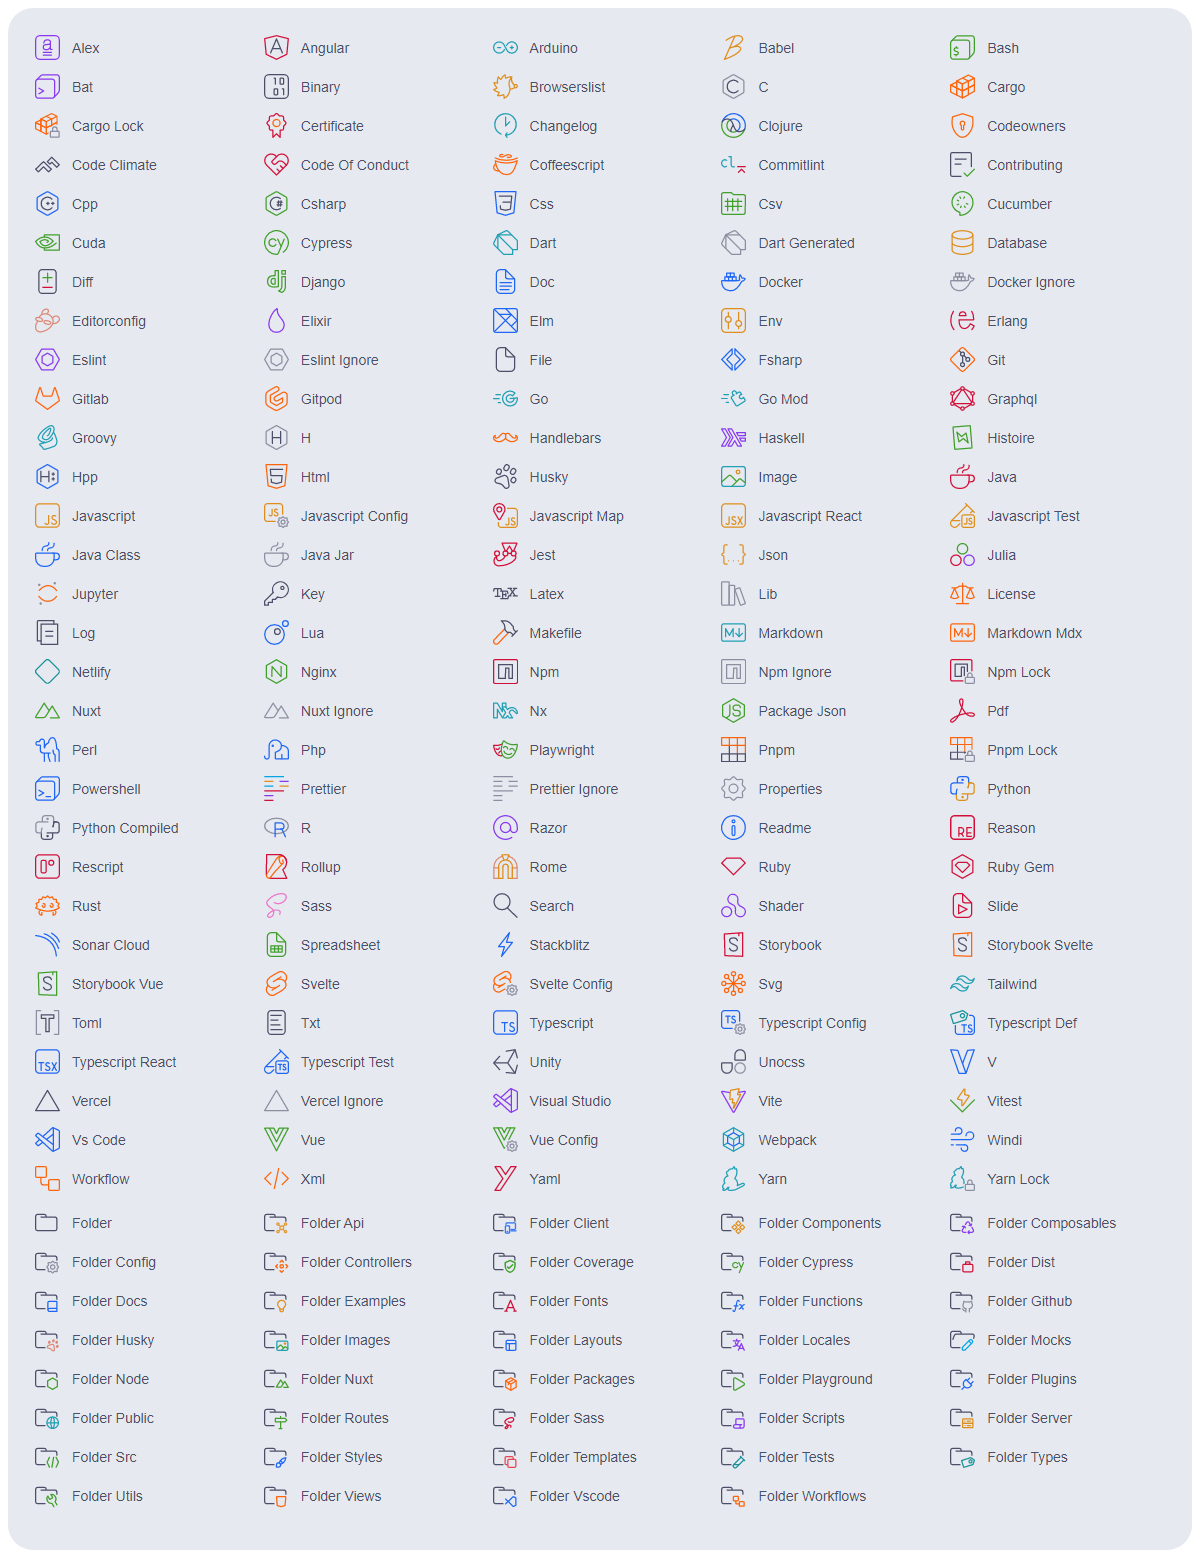 Alex Angular Arduino Babel Bash
Bat Binary Browserslist C Cargo
Cargo Lock Certificate Changelog Clojure Codeowners
Code Climate Code Of Conduct Coffeescript Commitlint Contributing
Cpp Csharp Css Csv Cucumber
Cuda Cypress Dart Dart Generated Database
Diff Django Doc Docker Docker Ignore
Editorconfig Elixir Elm Env Erlang
Eslint Eslint Ignore File Fsharp Git
Gitlab Gitpod Go Go Mod Graphql
Groovy H Handlebars Haskell Histoire
Hpp Html Husky Image Java
Javascript Javascript Config Javascript Map Javascript React Javascript Test
Java Class Java Jar Jest Json Julia
Jupyter Key Latex Lib License
Log Lua Makefile Markdown Markdown Mdx
Netlify Nginx Npm Npm Ignore Npm Lock
Nuxt Nuxt Ignore Nx Package Json Pdf
Perl Php Playwright Pnpm Pnpm Lock
Powershell Prettier Prettier Ignore Properties Python
Python Compiled R Razor Readme Reason
Rescript Rollup Rome Ruby Ruby Gem
Rust Sass Search Shader Slide
Sonar Cloud Spreadsheet Stackblitz Storybook Storybook Svelte
Storybook Vue Svelte Svelte Config Svg Tailwind
Toml Txt Typescript Typescript Config Typescript Def
Typescript React Typescript Test Unity Unocss V
Vercel Vercel Ignore Visual Studio Vite Vitest
Vs Code Vue Vue Config Webpack Windi
Workflow Xml Yaml Yarn Yarn Lock
Folder Folder Api Folder Client Folder Components Folder Composables
Folder Config Folder Controllers Folder Coverage Folder Cypress Folder Dist
Folder Docs Folder Examples Folder Fonts Folder Functions Folder Github
Folder Husky Folder Images Folder Layouts Folder Locales Folder Mocks
Folder Node Folder Nuxt Folder Packages Folder Playground Folder Plugins
Folder Public Folder Routes Folder Sass Folder Scripts Folder Server
Folder Src Folder Styles Folder Templates Folder Tests Folder Types
Folder Utils Folder Views Folder Vscode Folder Workflows